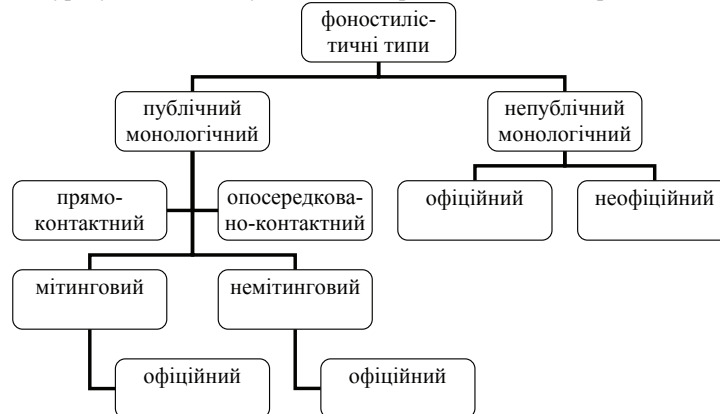 фоностиліс-
тичні типи
публічний
монологічний
непублічний
монологічний
прямо-
контактний
опосередкова-
но-контактний
офіційний
неофіційний
мітинговий
немітинговий
офіційний
офіційний